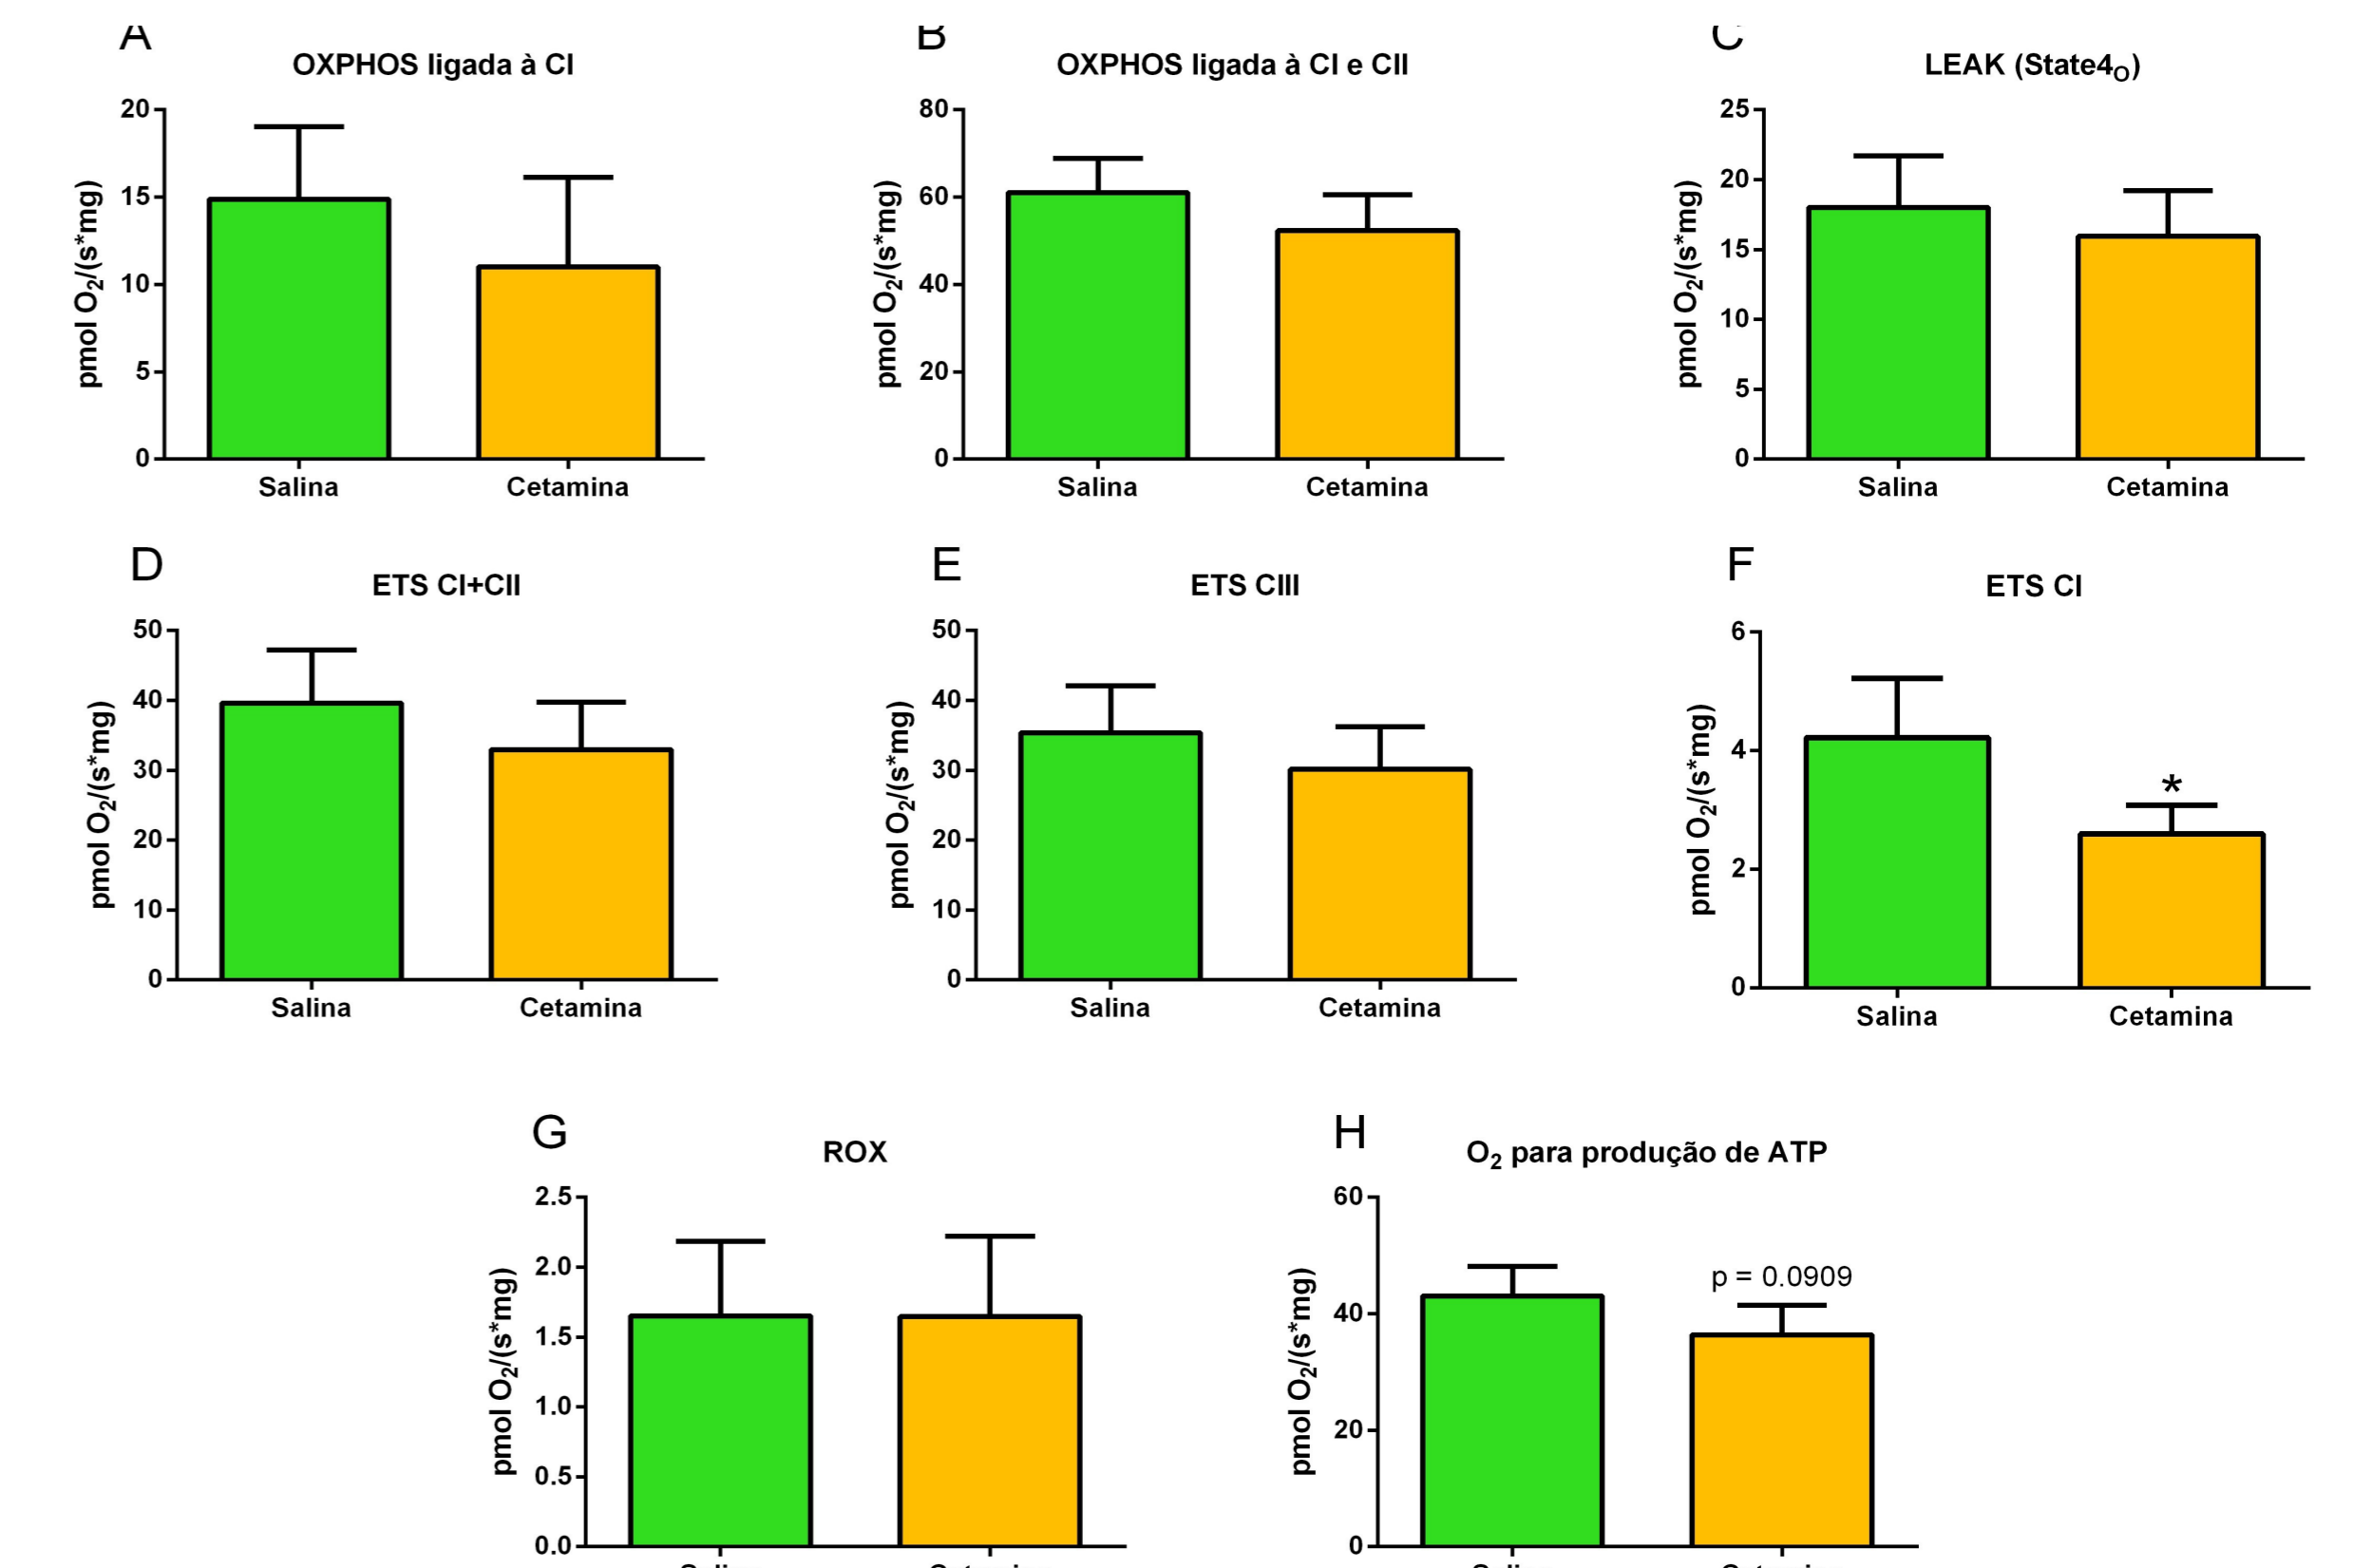 A
OXPHOS ligada à CI
pmol O2/(s*mg)
20
15
10
5
0
Salina
Cetamina
B
OXPHOS ligada à CI e CII
pmol O2/(s*mg)
80
60
40
20
0
Salina
Cetamina
C
LEAK (State4O)
pmol O2/(s*mg)
25
20
15
10
5
0
Salina
Cetamina
D
ETS CI+CII
pmol O2/(s*mg)
50
40
30
20
10
0
Salina
Cetamina
E
ETS CIII
pmol O2/(s*mg)
50
40
30
20
10
0
Salina
Cetamina
F
ETS CI
pmol O2/(s*mg)
6
4
2
0
*
Salina
Cetamina
G
ROX
pmol O2/(s*mg)
2.5
2.0
1.5
1.0
0.5
0.0
Salina
Cetamina
H
O2 para produção de ATP
pmol O2/(s*mg)
60
40
20
0
p = 0.0909
Salina
Cetamina